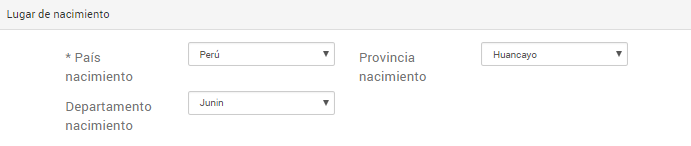 Lugar de nacimiento
* País
nacimiento
Perú
Provincia
nacimiento
Huancayo
Departamento
nacimiento
Junin